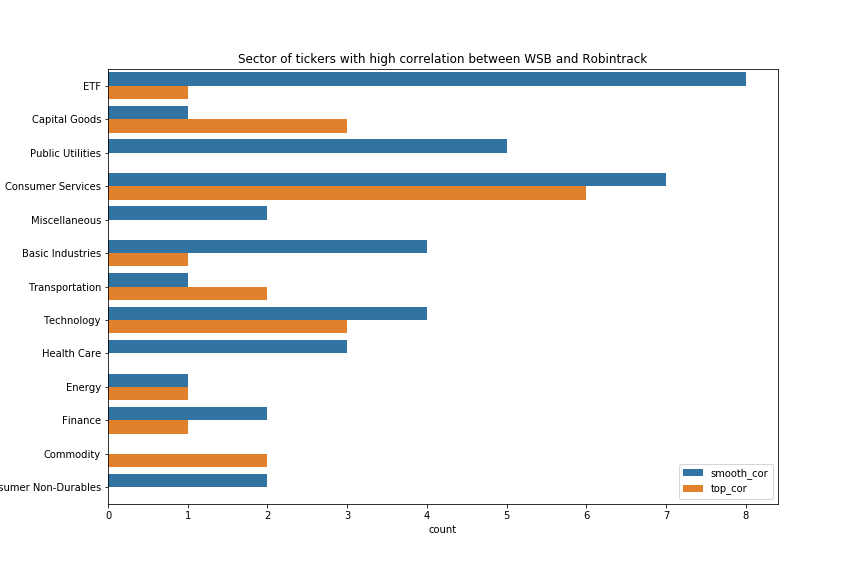 Sector of tickers with high correlation between WSB and Robintrack
ETF
Capital Goods
Public Utilities
Consumer Services
Miscellaneous
Basic Industries
Transportation
Technology
Health Care
Energy
Finance
Commodity
sumer Non-Durables
smooth_cor
top_cor
0 1 2 3 4 5 6 7 8
count